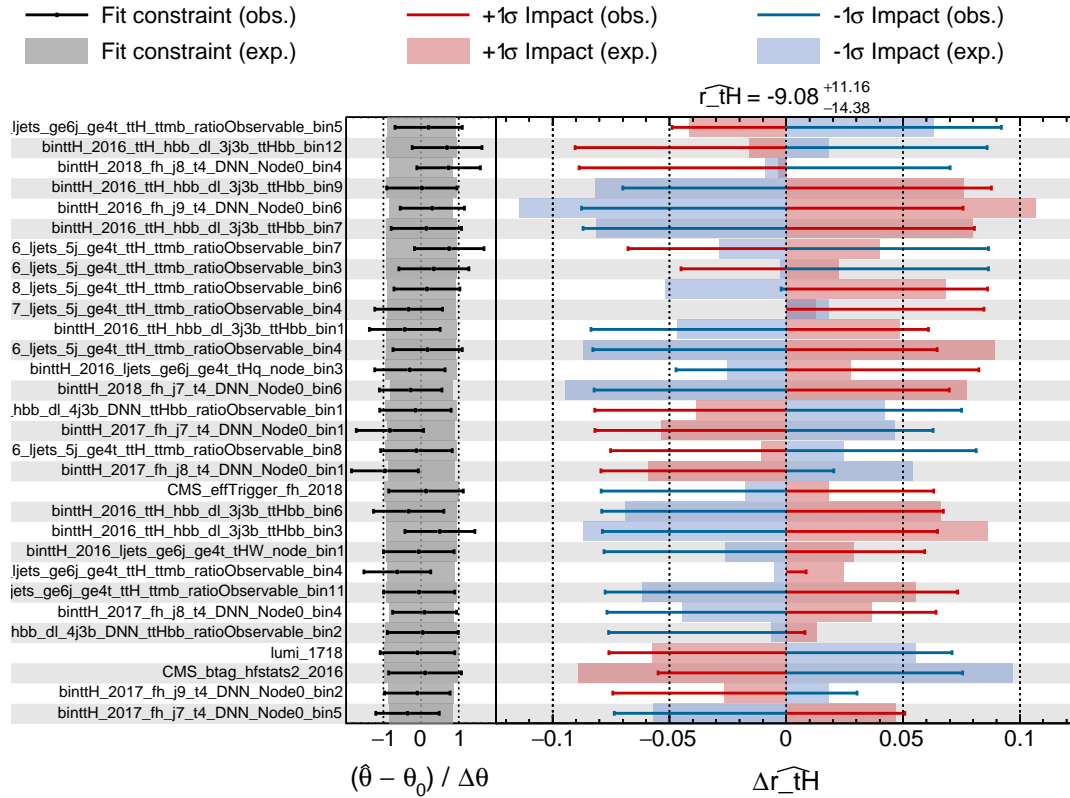 Fit constraint (obs.) +1σ Impact (obs.) -1σ Impact (obs.)
Fit constraint (exp.) +1σ Impact (exp.) -1σ Impact (exp.)
r_tH = -9.08 +11.16 −14.38
_ljets_ge6j_ge4t_ttH_ttmb_ratioObservable_bin5
binttH_2016_ttH_hbb_dl_3j3b_ttHbb_bin12
binttH_2018_fh_j8_t4_DNN_Node0_bin4
binttH_2016_ttH_hbb_dl_3j3b_ttHbb_bin9
binttH_2016_fh_j9_t4_DNN_Node0_bin6
binttH_2016_ttH_hbb_dl_3j3b_ttHbb_bin7
6_ljets_5j_ge4t_ttH_ttmb_ratioObservable_bin7
6_ljets_5j_ge4t_ttH_ttmb_ratioObservable_bin3
8_ljets_5j_ge4t_ttH_ttmb_ratioObservable_bin6
7_ljets_5j_ge4t_ttH_ttmb_ratioObservable_bin4
binttH_2016_ttH_hbb_dl_3j3b_ttHbb_bin1
6_ljets_5j_ge4t_ttH_ttmb_ratioObservable_bin4
binttH_2016_ljets_ge6j_ge4t_tHq_node_bin3
binttH_2018_fh_j7_t4_DNN_Node0_bin6
_hbb_dl_4j3b_DNN_ttHbb_ratioObservable_bin1
binttH_2017_fh_j7_t4_DNN_Node0_bin1
6_ljets_5j_ge4t_ttH_ttmb_ratioObservable_bin8
binttH_2017_fh_j8_t4_DNN_Node0_bin1
CMS_effTrigger_fh_2018
binttH_2016_ttH_hbb_dl_3j3b_ttHbb_bin6
binttH_2016_ttH_hbb_dl_3j3b_ttHbb_bin3
binttH_2016_ljets_ge6j_ge4t_tHW_node_bin1
_ljets_ge6j_ge4t_ttH_ttmb_ratioObservable_bin4
jets_ge6j_ge4t_ttH_ttmb_ratioObservable_bin11
binttH_2017_fh_j8_t4_DNN_Node0_bin4
hbb_dl_4j3b_DNN_ttHbb_ratioObservable_bin2
lumi_1718
CMS_btag_hfstats2_2016
binttH_2017_fh_j9_t4_DNN_Node0_bin2
binttH_2017_fh_j7_t4_DNN_Node0_bin5
−1 0 1 −0.1 −0.05 0 0.05 0.1
(θ̂ − θ0) / Δθ Δr_tH